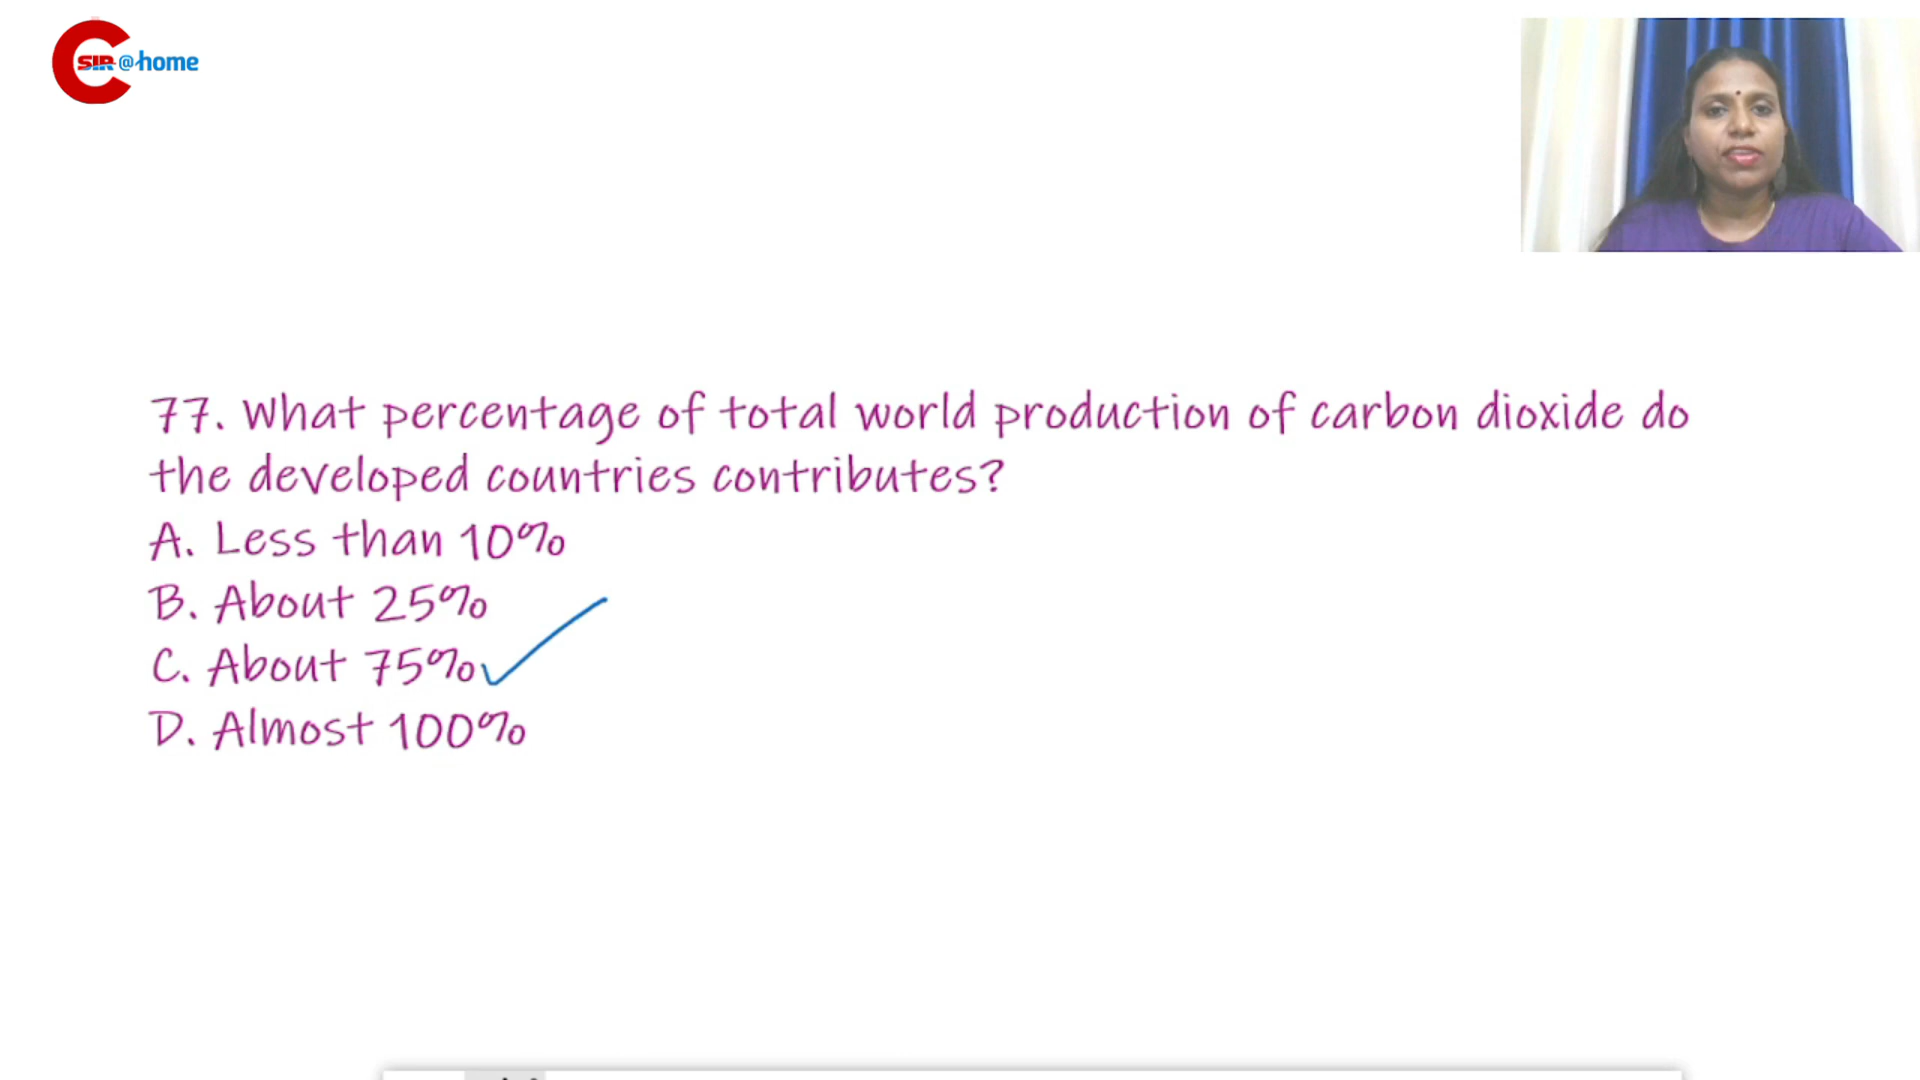 CSIR@home
77. What percentage of total world production of carbon dioxide do
the developed countries contributes?
A. Less than 10%
B. About 25%
C. About 75%
D. Almost 100%